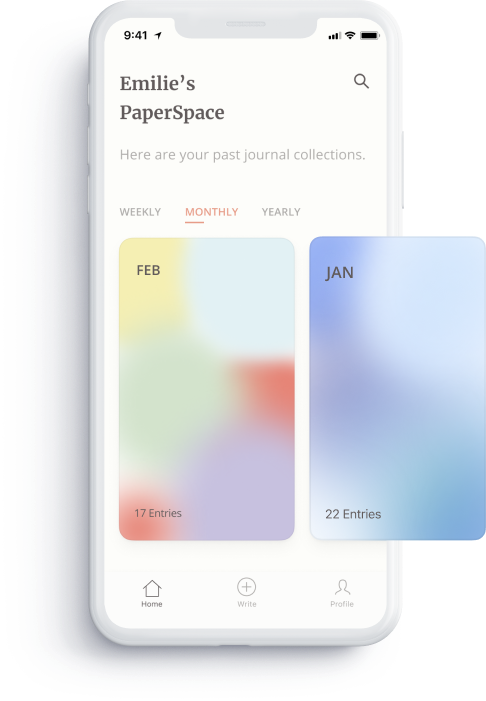 9:41
Emilie’s
PaperSpace
Here are your past journal collections.
WEEKLY MONTHLY YEARLY
FEB
JAN
17 Entries
22 Entries
Home Write Profile